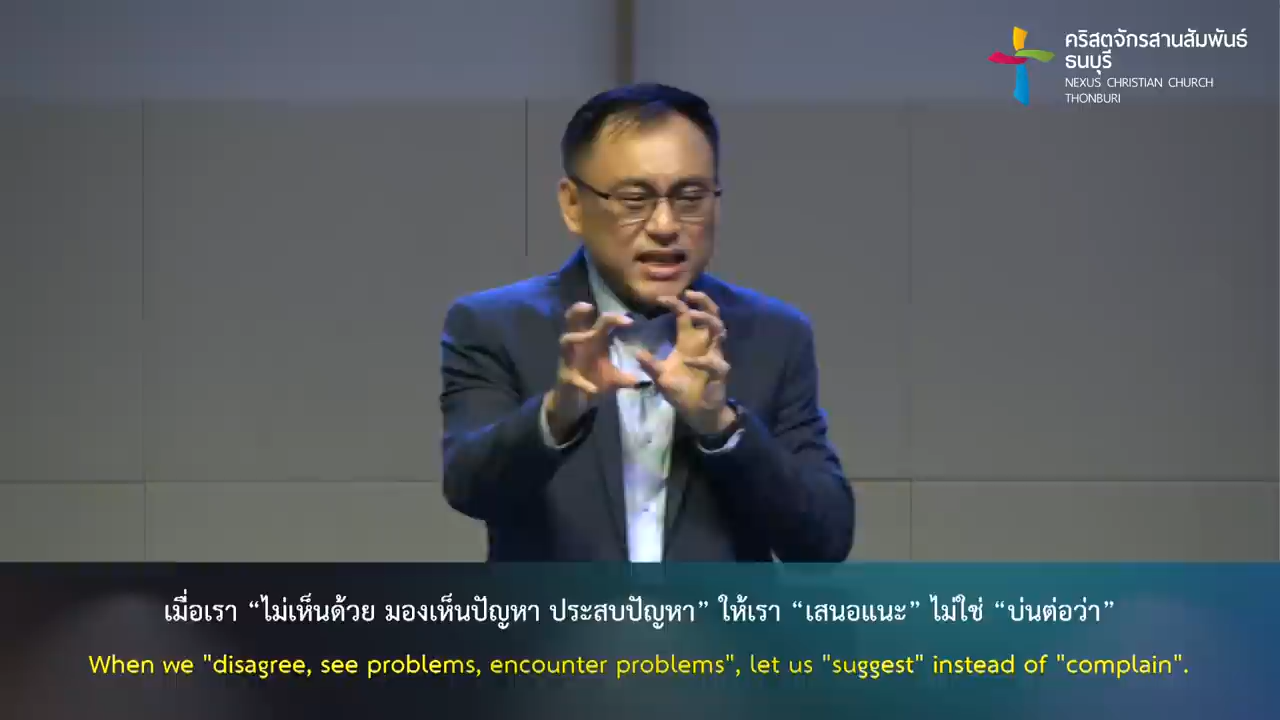 คริสตจักรสานสัมพันธ์
ธนบุรี
NEXUS CHRISTIAN CHURCH
THONBURI
เมื่อเรา “ไม่เห็นด้วย มองเห็นปัญหา ประสบปัญหา” ให้เรา “เสนอแนะ” ไม่ใช่ “บ่นต่อว่า”
When we "disagree, see problems, encounter problems", let us "suggest" instead of "complain".